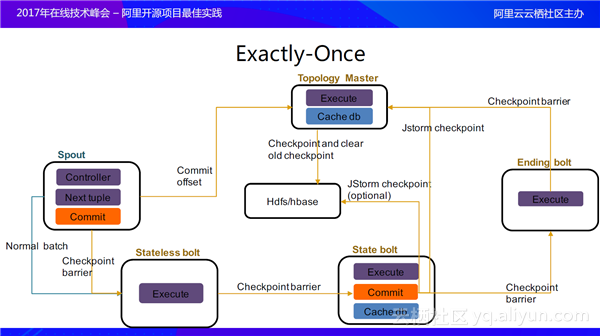 2017年在线技术峰会 – 阿里开源项目最佳实践
阿里云云栖社区主办
Exactly-Once
Topology Master
Execute
Cache db
Checkpoint barrier
Jstorm checkpoint
Checkpoint and clear
old checkpoint
Commit
offset
Spout
Controller
Next tuple
Commit
Ending bolt
Execute
Hdfs/hbase
JStorm checkpoint
(optional)
Normal batch
Checkpoint
barrier
Stateless bolt
Execute
Checkpoint barrier
State bolt
Execute
Commit
Cache db
Checkpoint
barrier
云栖社区 yq.aliyun.com